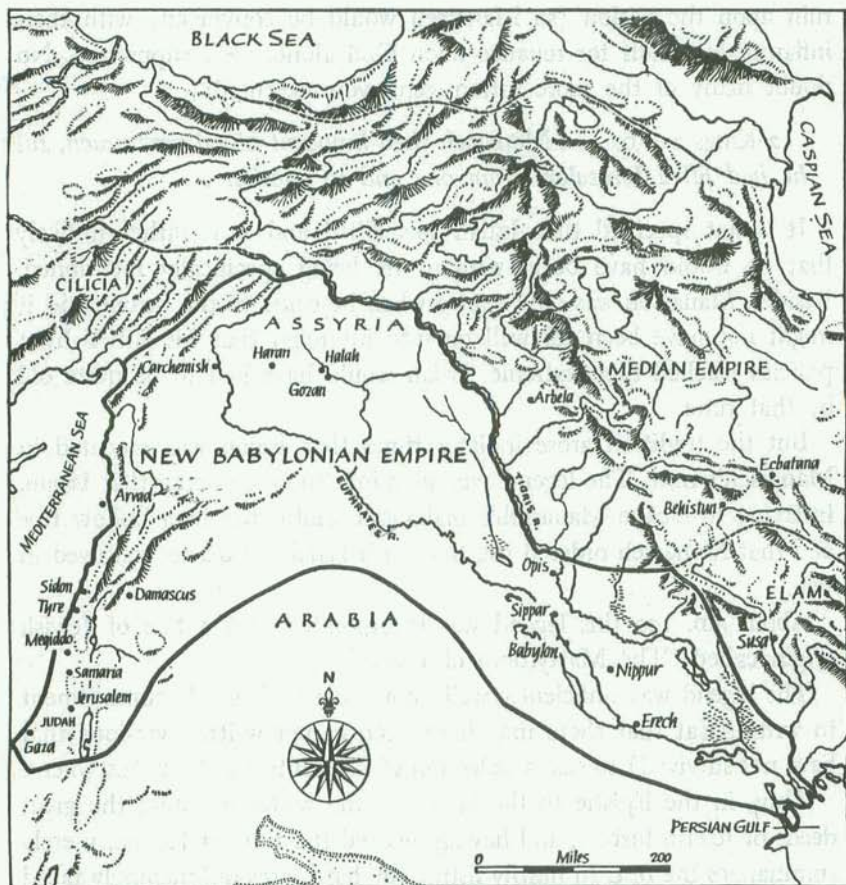 BLACK SEA
CASPIAN SEA
CILICIA
ASSYRIA
Carchemish
Haran
Halah
Gozan
MEDIAN EMPIRE
Arbela
MEDITERRANEAN SEA
NEW BABYLONIAN EMPIRE
Ecbatana
Arvad
EUPHRATES R.
TIGRIS R.
Behistun
Sidon
Tyre
Damascus
Opis
ELAM
Megiddo
ARABIA
Sippar
Babylon
Susa
Samaria
Nippur
Jerusalem
N
JUDAH
Gaza
Erech
PERSIAN GULF
0 Miles 200